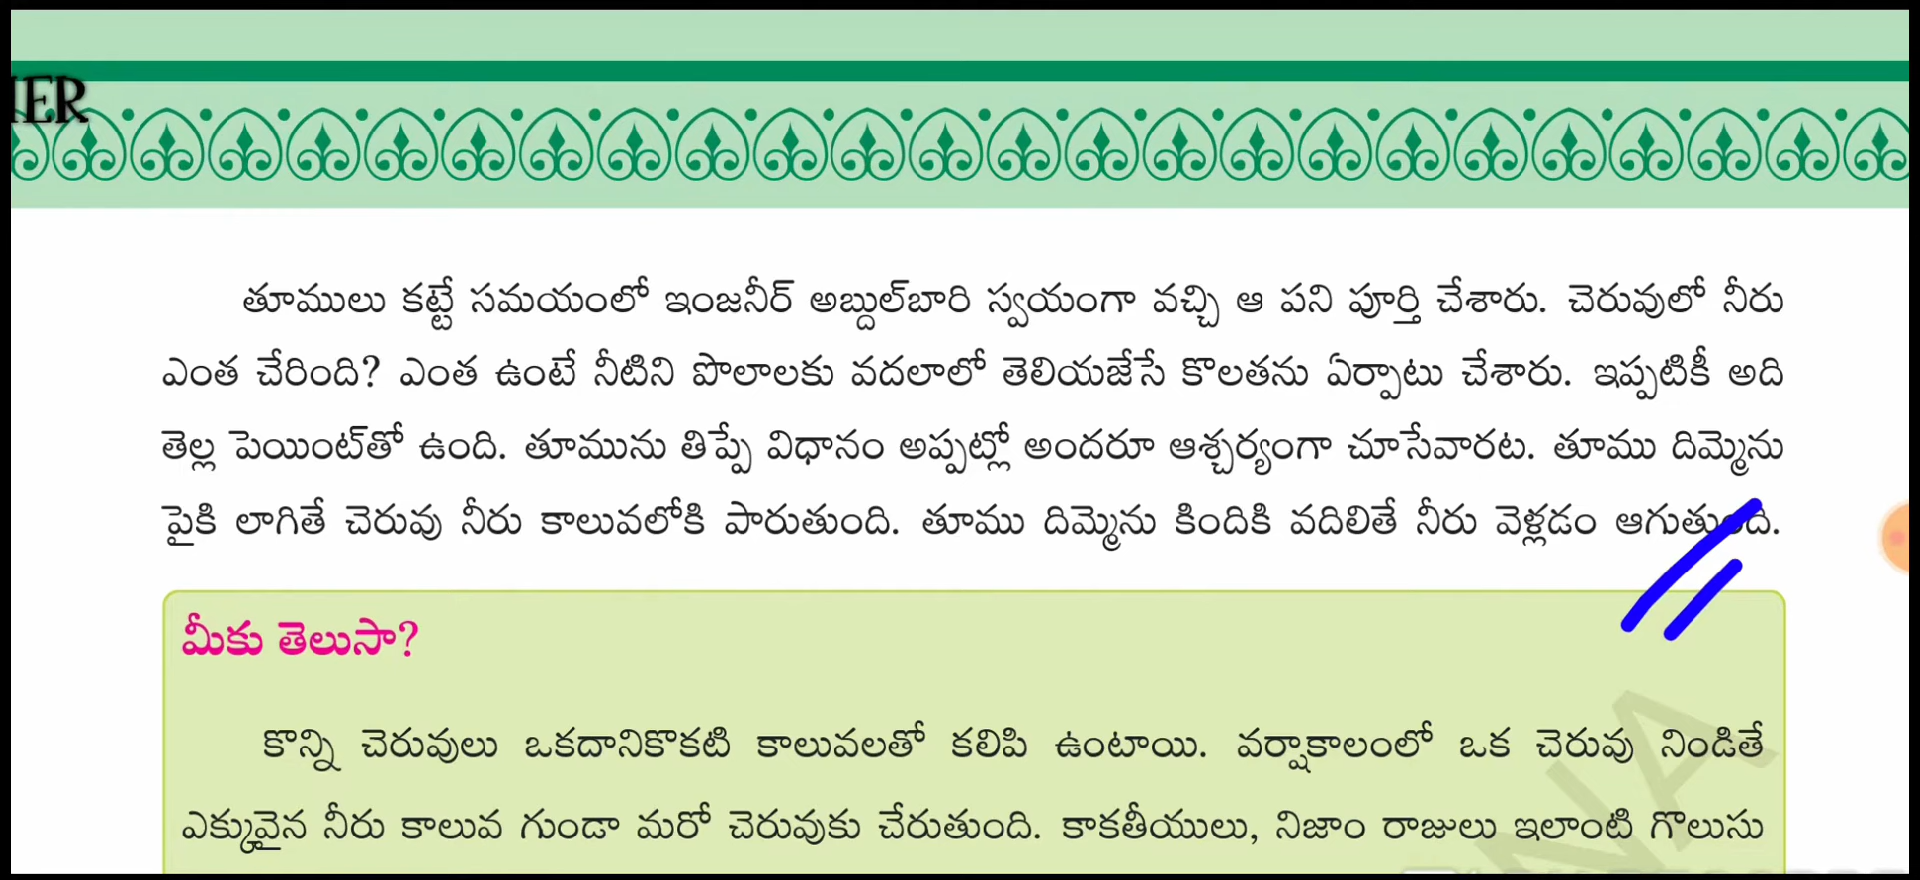 తూములు కట్టే సమయంలో ఇంజనీర్ అబ్దుల్‌బారి స్వయంగా వచ్చి ఆ పని పూర్తి చేశారు. చెరువులో నీరు
ఎంత చేరింది? ఎంత ఉంటే నీటిని పొలాలకు వదలాలో తెలియజేసే కొలతను ఏర్పాటు చేశారు. ఇప్పటికీ అది
తెల్ల పెయింట్‌తో ఉంది. తూమును తిప్పే విధానం అప్పట్లో అందరూ ఆశ్చర్యంగా చూసేవారట. తూము దిమ్మెను
పైకి లాగితే చెరువు నీరు కాలువలోకి పారుతుంది. తూము దిమ్మెను కిందికి వదిలితే నీరు వెళ్లడం ఆగుతుంది.
మీకు తెలుసా?
కొన్ని చెరువులు ఒకదానికొకటి కాలువలతో కలిపి ఉంటాయి. వర్షాకాలంలో ఒక చెరువు నిండితే
ఎక్కువైన నీరు కాలువ గుండా మరో చెరువుకు చేరుతుంది. కాకతీయులు, నిజాం రాజులు ఇలాంటి గొలుసు